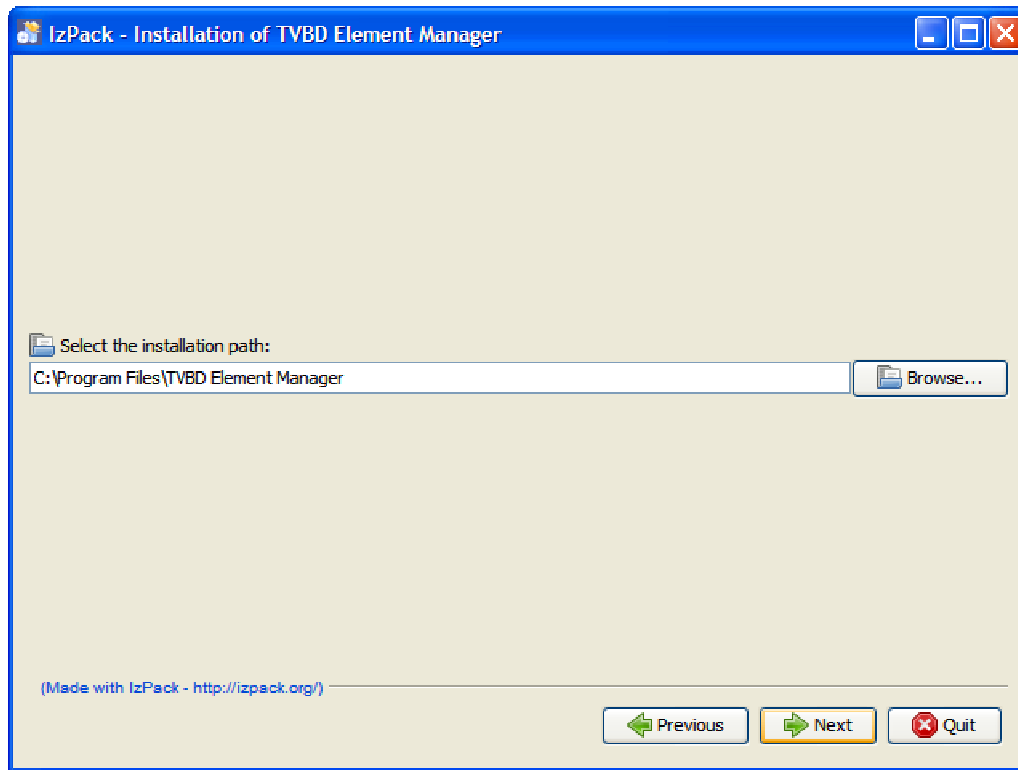 IzPack - Installation of TVBD Element Manager
Select the installation path:
C:\Program Files\TVBD Element Manager
Browse...
(Made with IzPack - http://izpack.org/)
Previous
Next
Quit